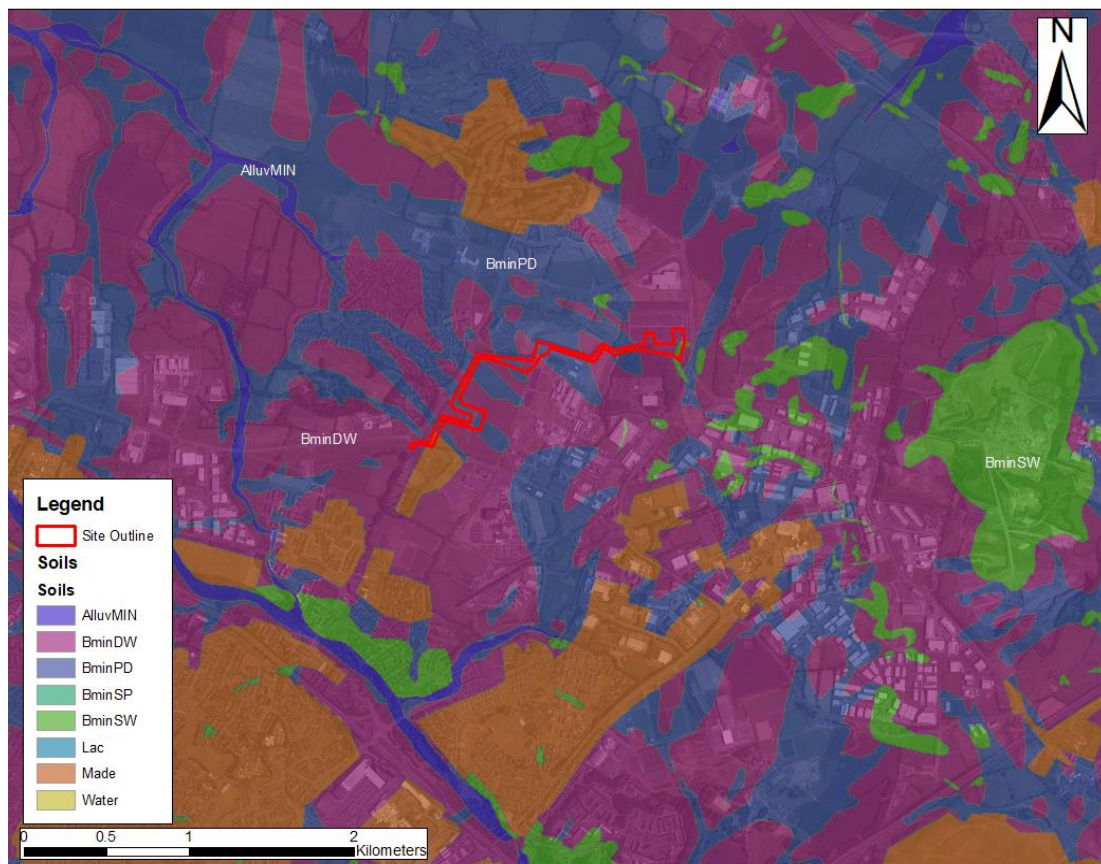 N
AlluvMIN
BminPD
BminDW
BminSW
Legend
Site Outline
Soils
Soils
AlluvMIN
BminDW
BminPD
BminSP
BminSW
Lac
Made
Water
0 0.5 1 2
Kilometers